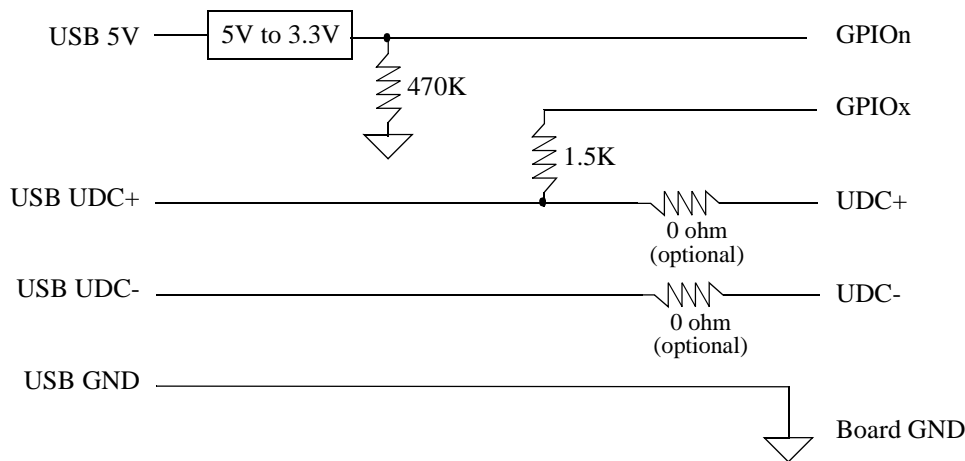 USB 5V
5V to 3.3V
GPIOn
470K
GPIOx
1.5K
USB UDC+
UDC+
0 ohm
(optional)
USB UDC-
UDC-
0 ohm
(optional)
USB GND
Board GND